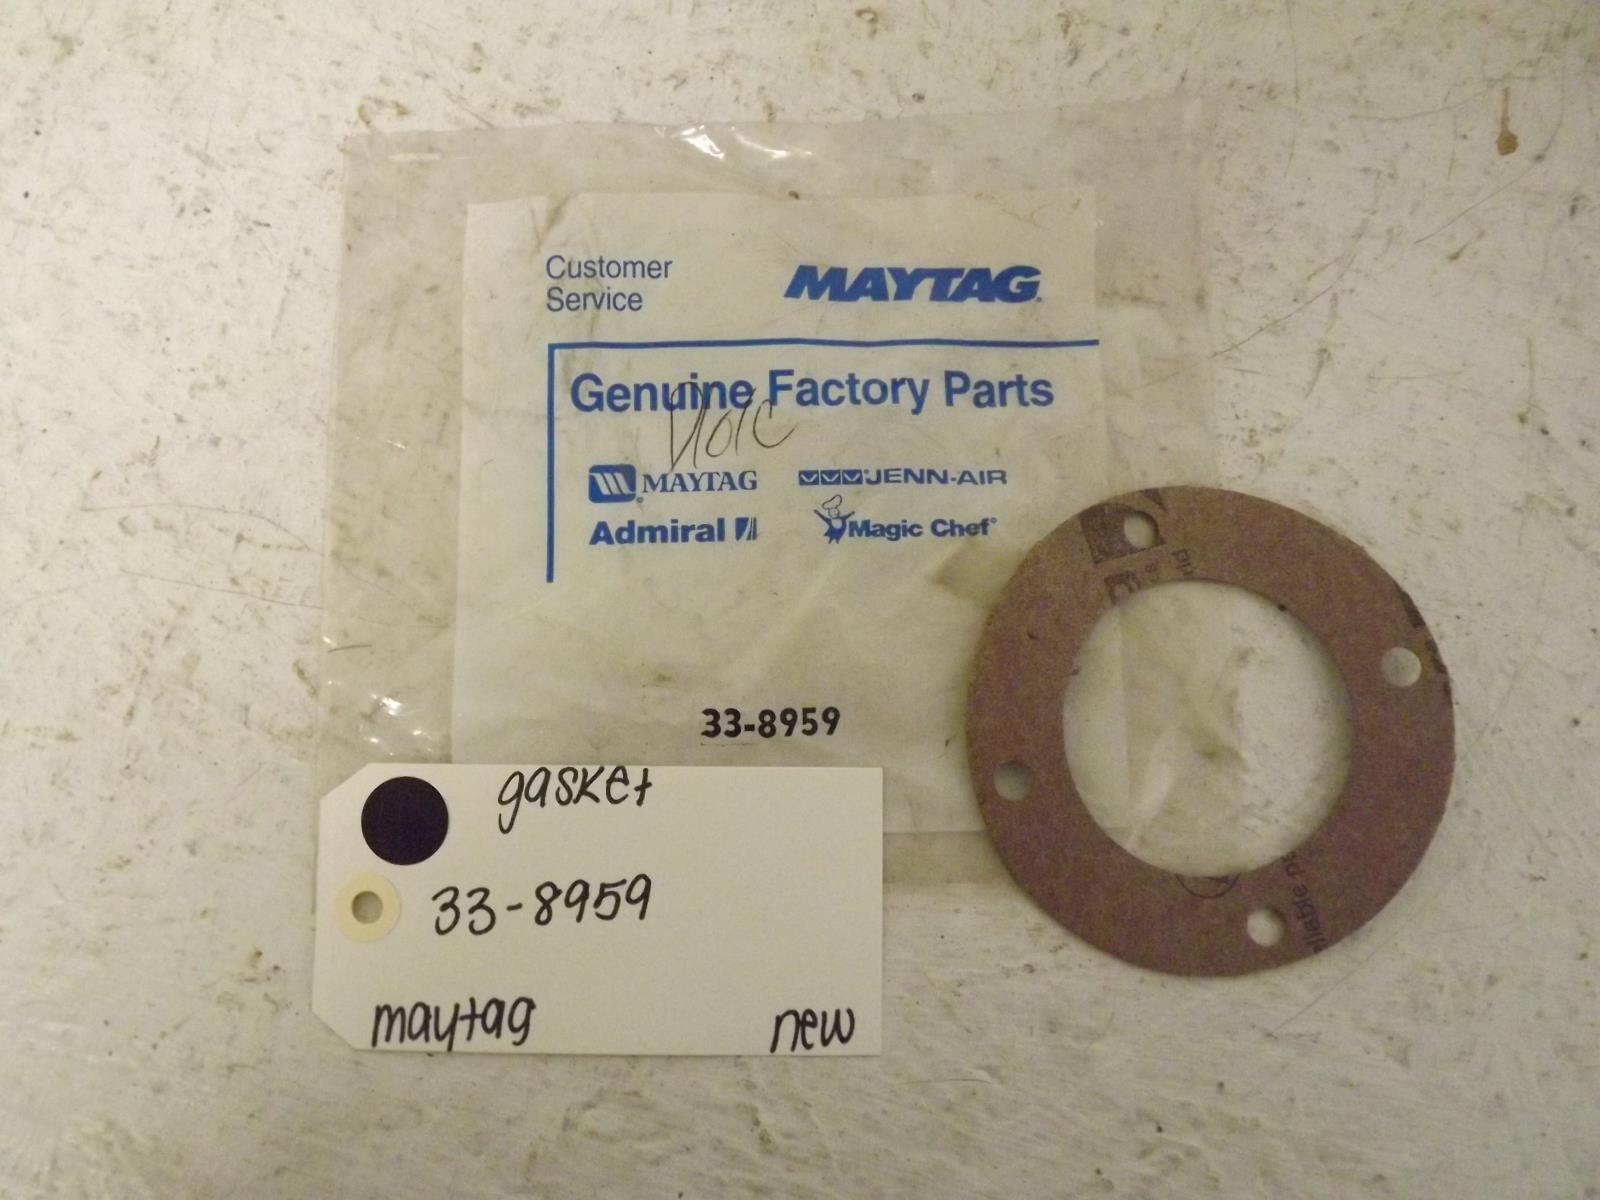 Customer
Service
MAYTAG
Genuine Factory Parts
MAYTAG JENN-AIR
Admiral Magic Chef
33-8959
gasket
33-8959
maytag new